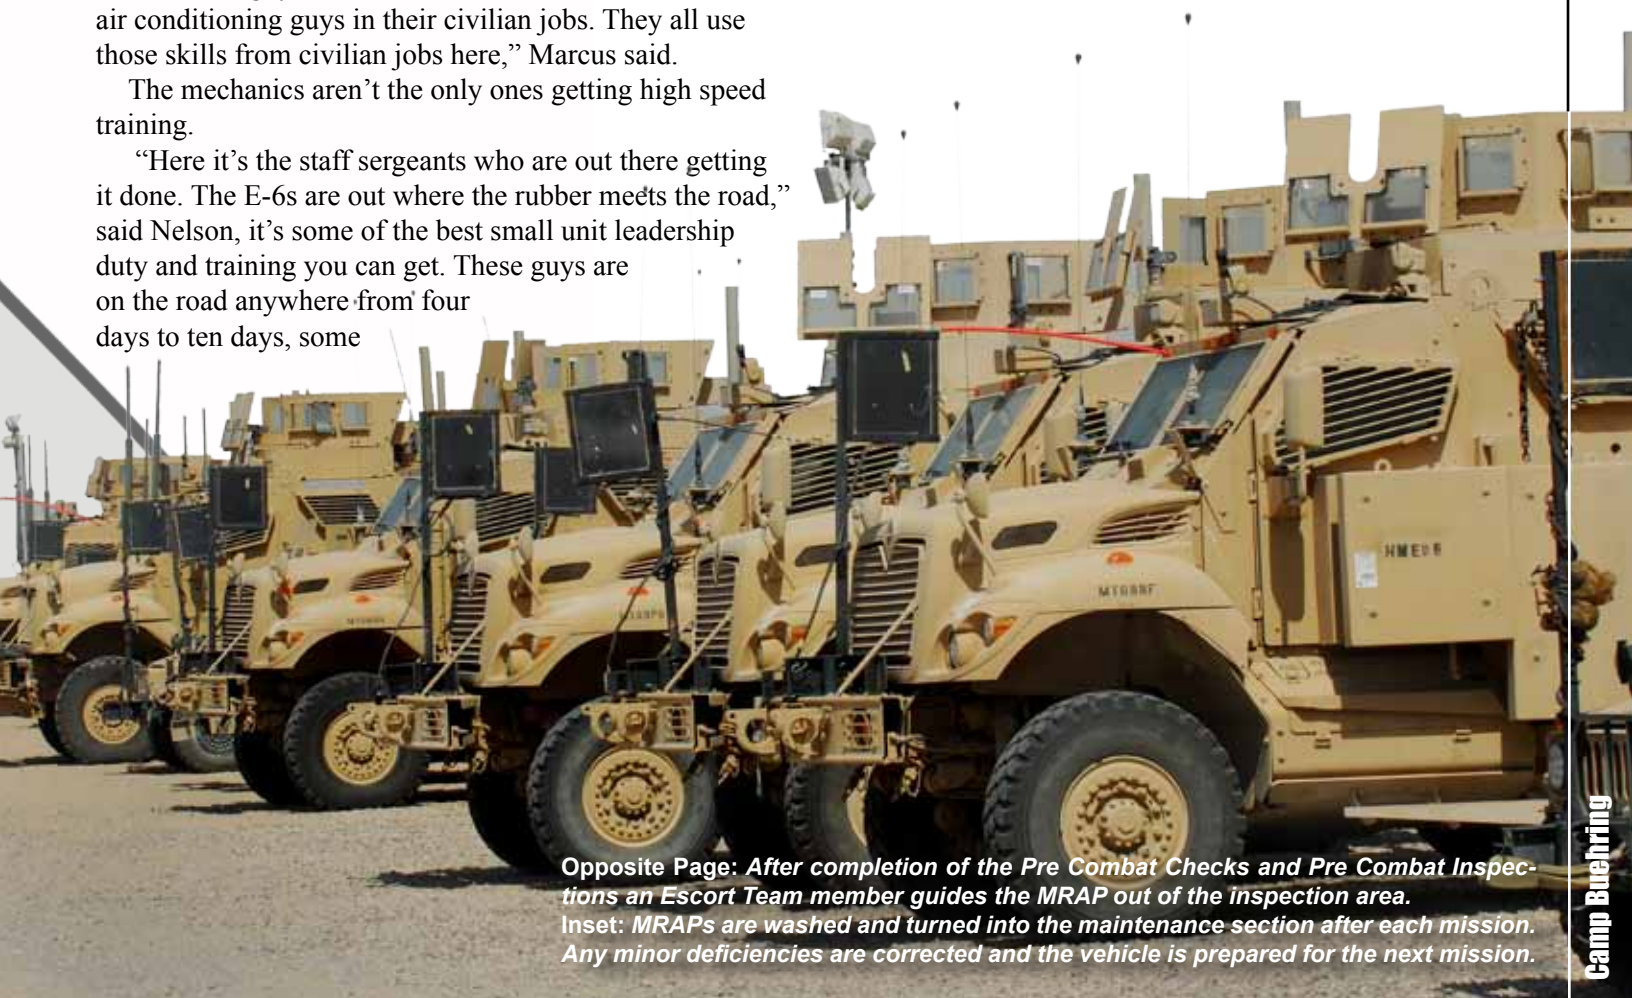 air conditioning guys in their civilian jobs. They all use
those skills from civilian jobs here,” Marcus said.
The mechanics aren’t the only ones getting high speed
training.
“Here it’s the staff sergeants who are out there getting
it done. The E-6s are out where the rubber meets the road,”
said Nelson, it’s some of the best small unit leadership
duty and training you can get. These guys are
on the road anywhere from four
days to ten days, some
Opposite Page: After completion of the Pre Combat Checks and Pre Combat Inspec-
tions an Escort Team member guides the MRAP out of the inspection area.
Inset: MRAPs are washed and turned into the maintenance section after each mission.
Any minor deficiencies are corrected and the vehicle is prepared for the next mission.
Camp Buehring